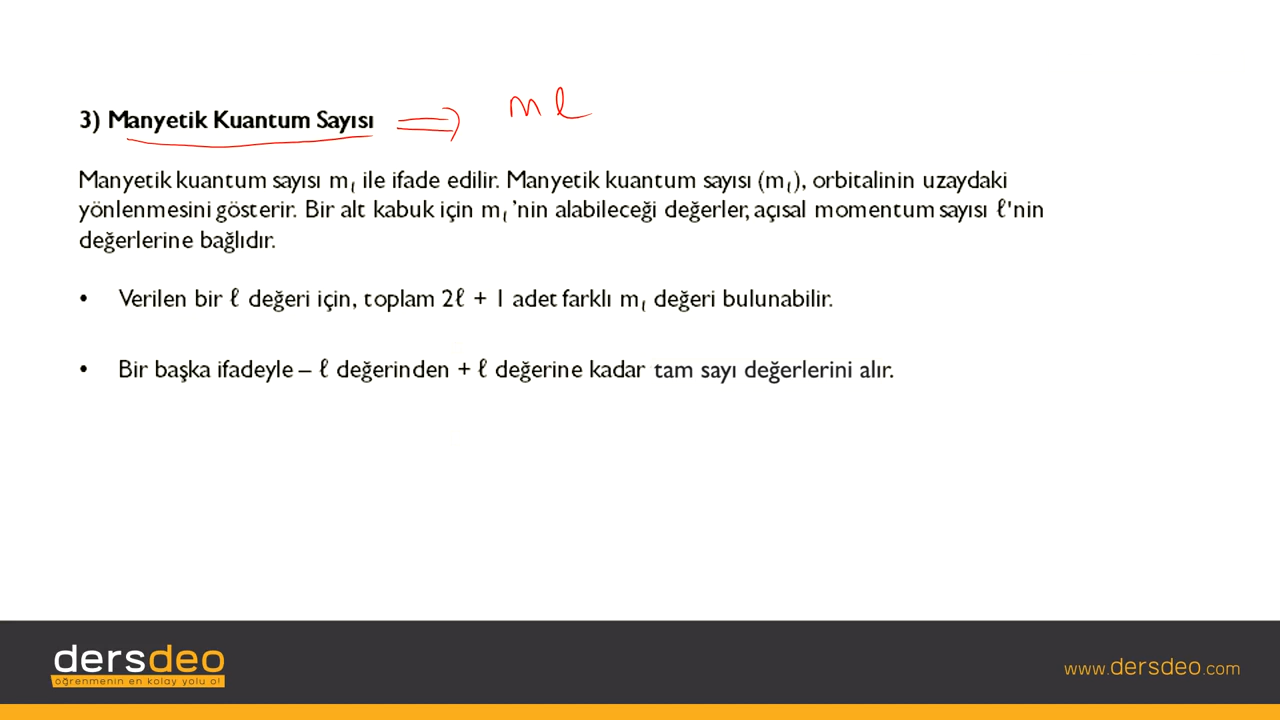 3) Manyetik Kuantum Sayısı ⇒ mℓ
Manyetik kuantum sayısı mℓ ile ifade edilir. Manyetik kuantum sayısı (mℓ), orbitalinin uzaydaki
yönlenmesini gösterir. Bir alt kabuk için mℓ’nin alabileceği değerler, açısal momentum sayısı ℓ'nin
değerlerine bağlıdır.
• Verilen bir ℓ değeri için, toplam 2ℓ + 1 adet farklı mℓ değeri bulunabilir.
• Bir başka ifadeyle – ℓ değerinden + ℓ değerine kadar tam sayı değerlerini alır.
dersdeo
öğrenmenin en kolay yolu o!
www.dersdeo.com